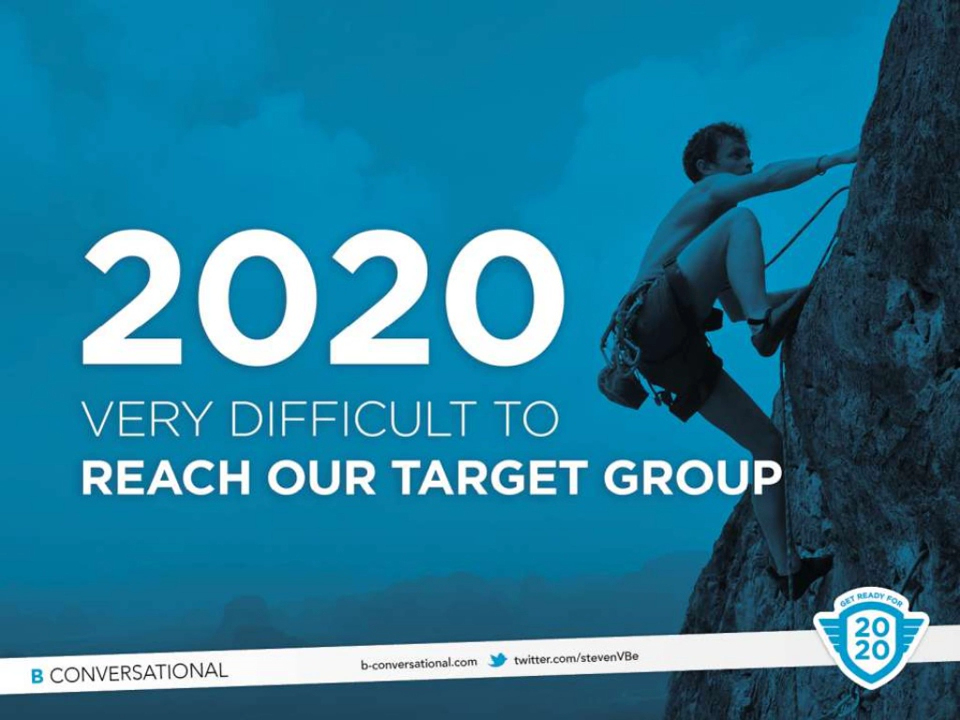 2020
VERY DIFFICULT TO
REACH OUR TARGET GROUP
GET READY FOR
20
20
B CONVERSATIONAL
b-conversational.com
twitter.com/stevenVBe